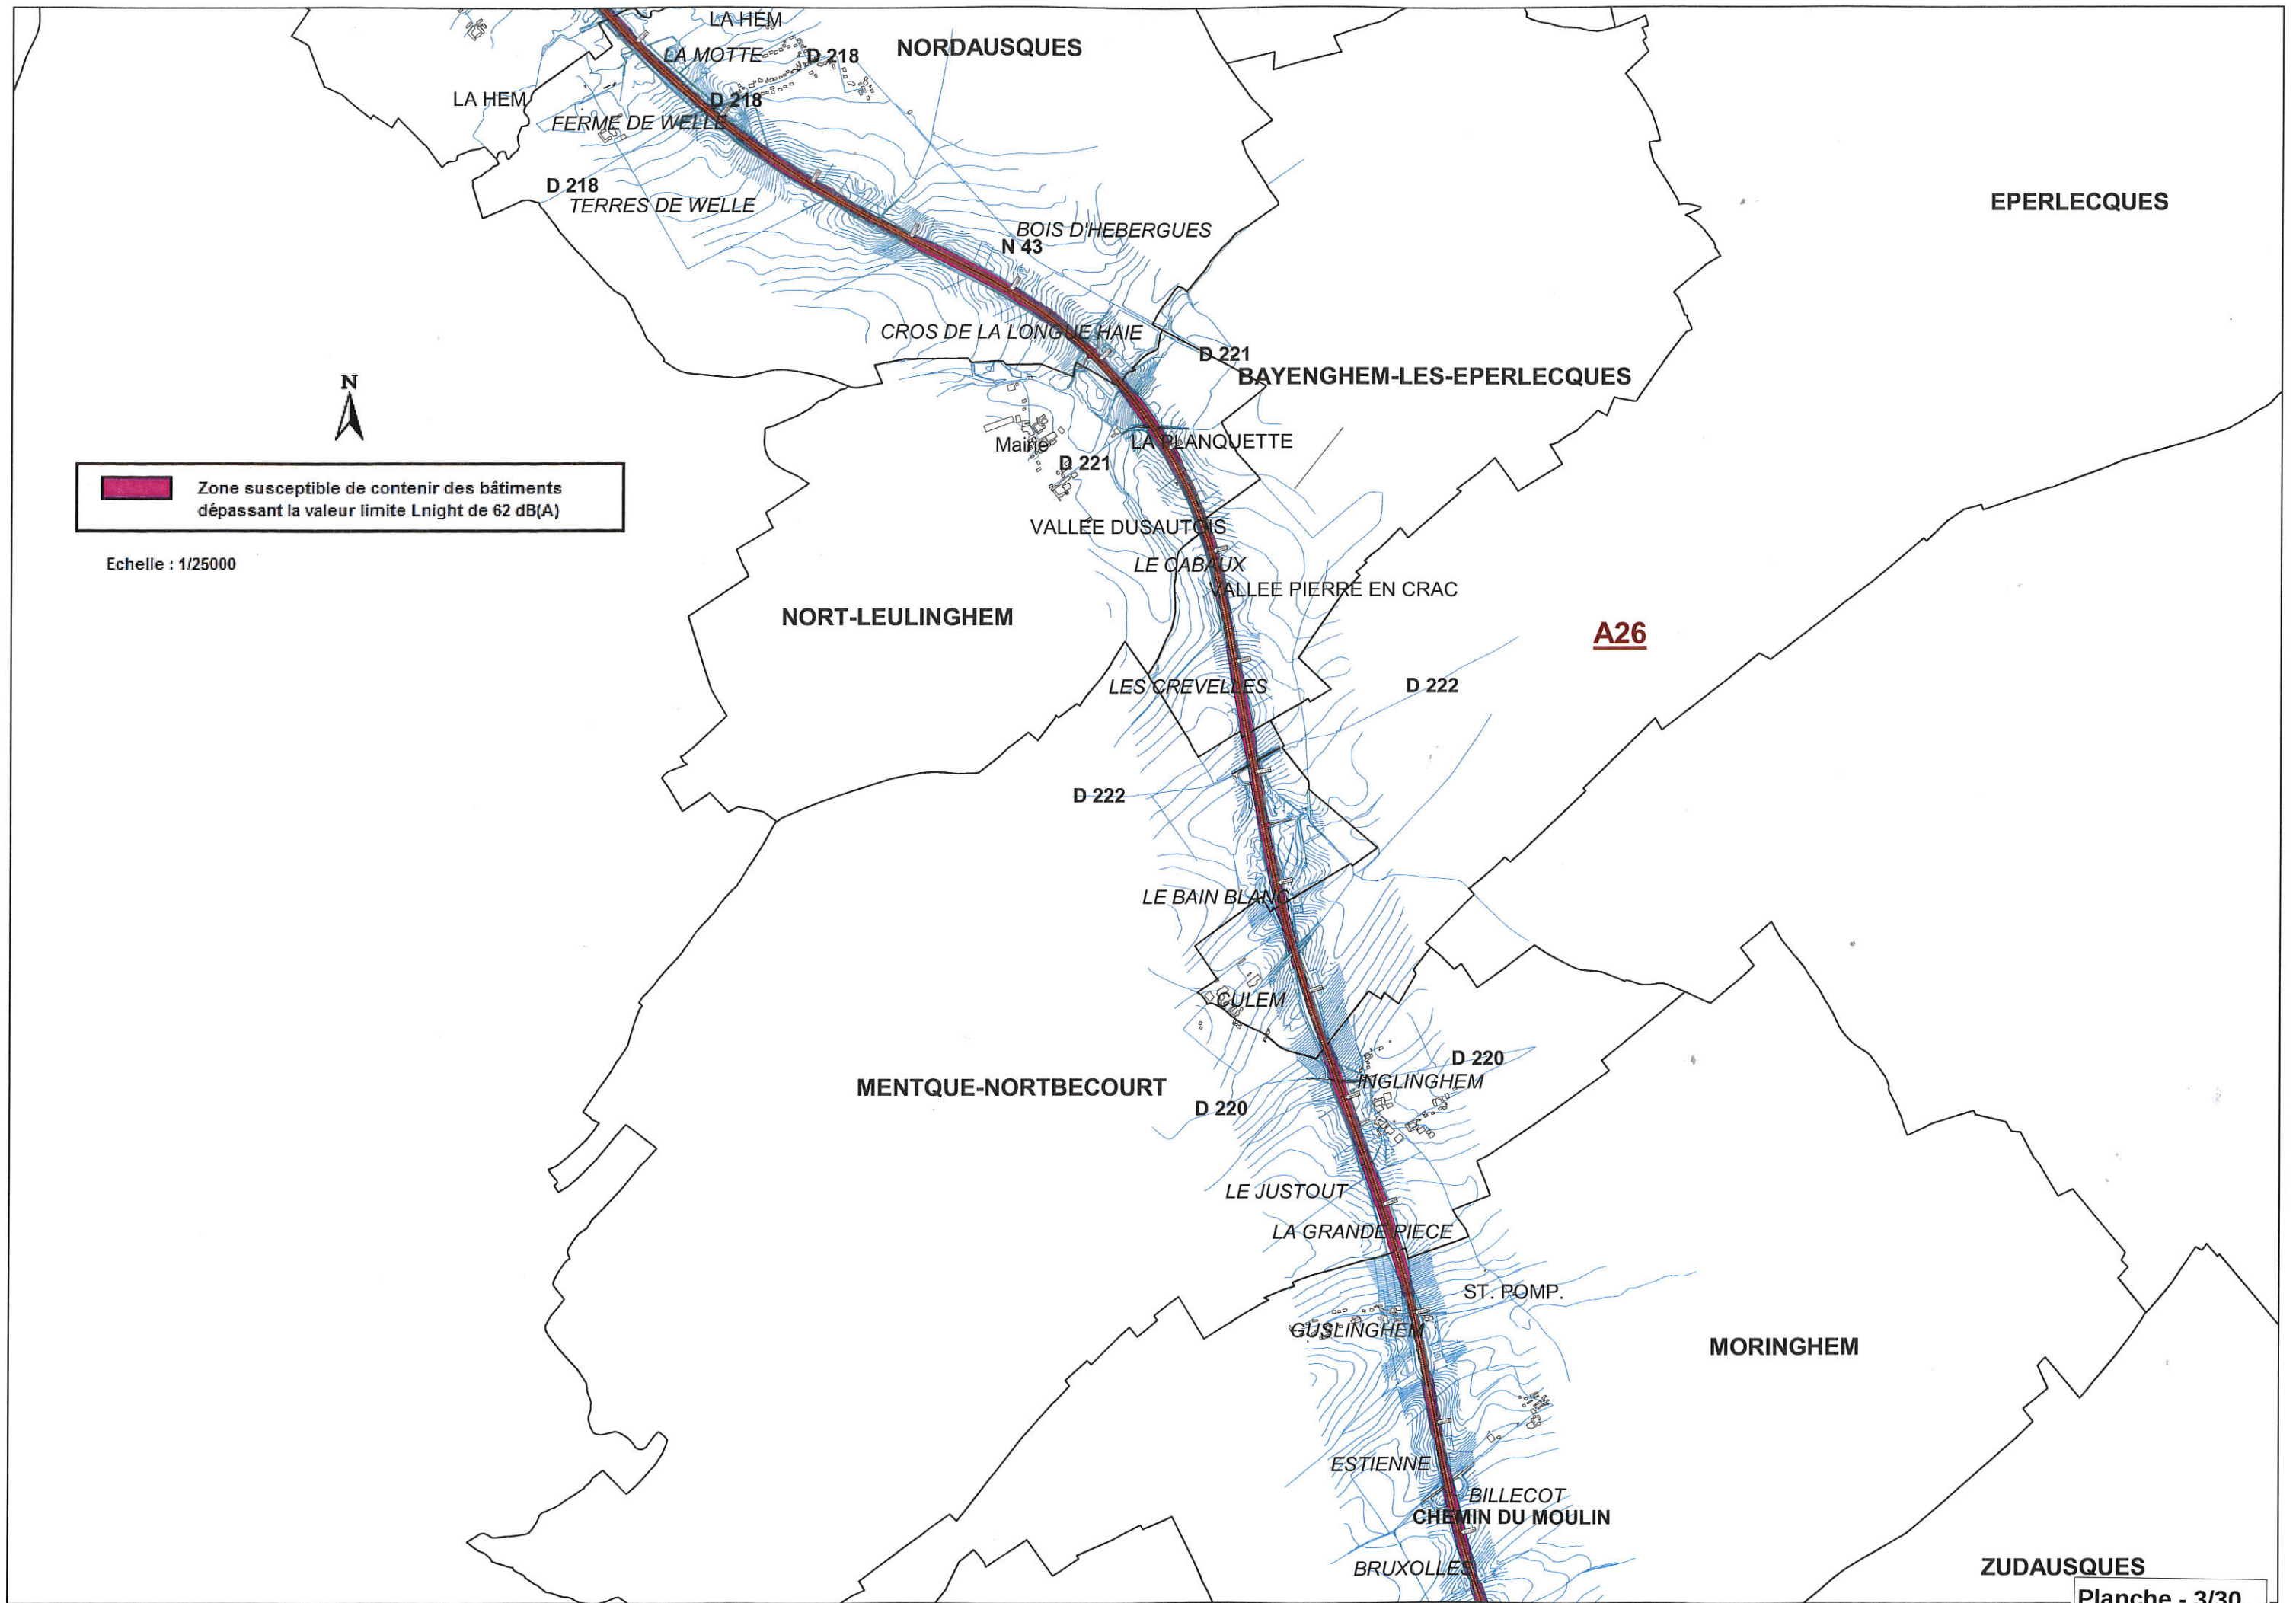 LA HEM
NORDAUSQUES
LA MOTTE
D 218
LA HEM
D 218
FERME DE WELLE
D 218
TERRES DE WELLE
EPERLECQUES
BOIS D'HEBERGUES
N 43
CROS DE LA LONGUE HAIE
D 221
BAYENGHEM-LES-EPERLECQUES
N
Mairie
LA PLANQUETTE
D 221
Zone susceptible de contenir des bâtiments
dépassant la valeur limite Lnight de 62 dB(A)
VALLEE DUSAUTOIS
Echelle : 1/25000
LE CABAUX
VALLEE PIERRE EN CRAC
NORT-LEULINGHEM
A26
LES CREVELLES
D 222
D 222
LE BAIN BLANC
CULEM
D 220
INGLINGHEM
MENTQUE-NORTBECOURT
D 220
LE JUSTOUT
LA GRANDE PIECE
ST. POMP.
GUSLINGHEM
MORINGHEM
ESTIENNE
BILLECOT
CHEMIN DU MOULIN
BRUXOLLES
ZUDAUSQUES
Planche - 3/30